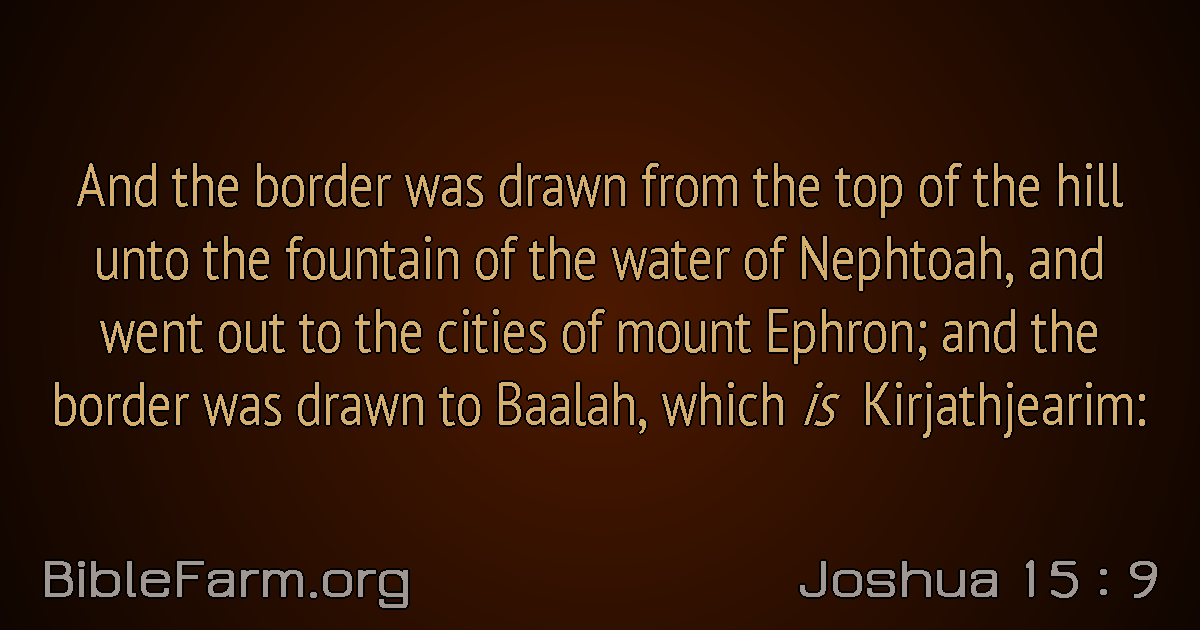 And the border was drawn from the top of the hill
unto the fountain of the water of Nephtoah, and
went out to the cities of mount Ephron; and the
border was drawn to Baalah, which is Kirjathjearim:
BibleFarm.org
Joshua 15 : 9